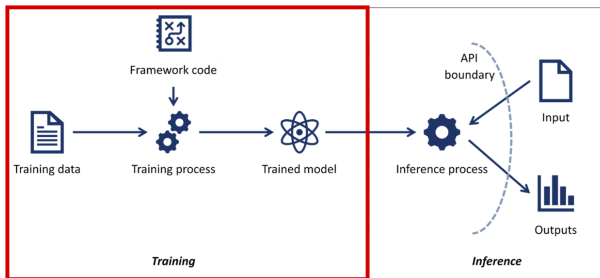 Framework code
Training data
Training process
Trained model
Training
API
boundary
Input
Inference process
Outputs
Inference